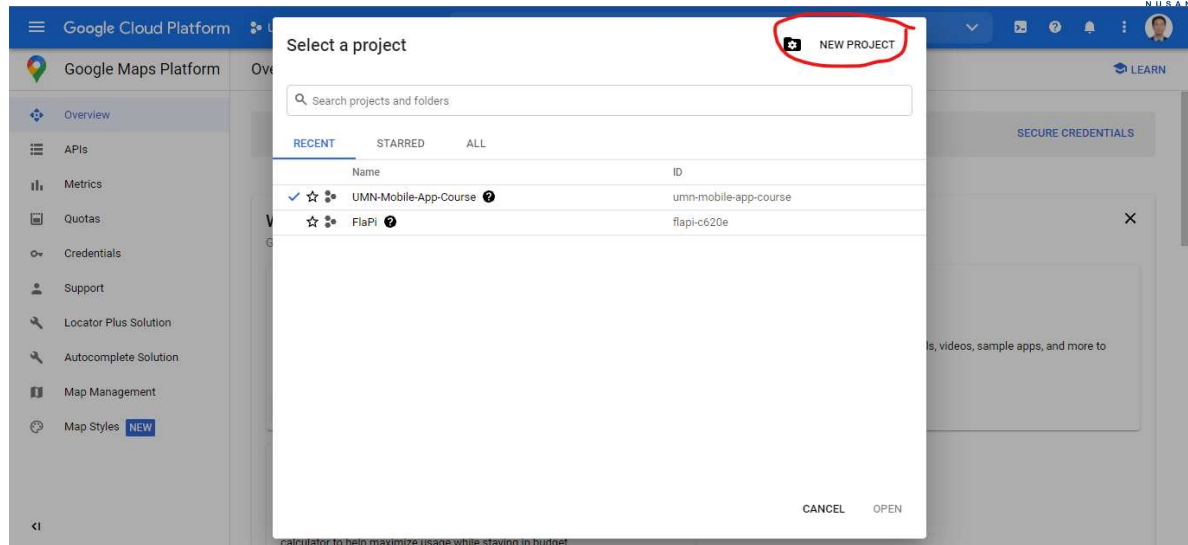 NUSAN
Google Cloud Platform
Select a project
NEW PROJECT
Google Maps Platform
LEARN
Search projects and folders
Overview
SECURE CREDENTIALS
RECENT STARRED ALL
APIs
Name ID
Metrics
UMN-Mobile-App-Course umn-mobile-app-course
Quotas
FlaPi flapi-c620e
Credentials
Support
Locator Plus Solution
ls, videos, sample apps, and more to
Autocomplete Solution
Map Management
Map Styles NEW
CANCEL OPEN
calculator to help maximize usage while staying in budget